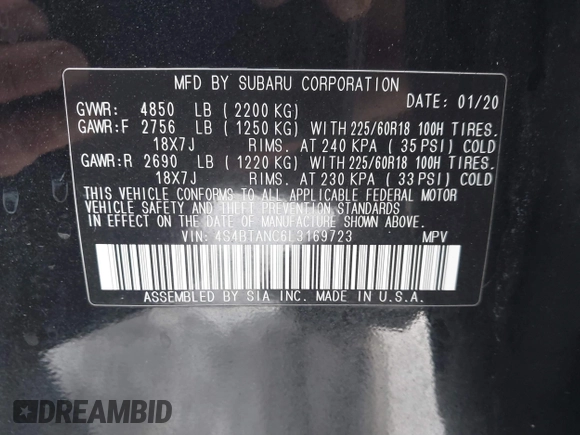 MFD BY SUBARU CORPORATION
DATE: 01/20
GVWR: 4850 LB (2200 KG)
GAWR:F 2756 LB (1250 KG) WITH 225/60R18 100H TIRES.
18X7J RIMS. AT 240 KPA (35 PSI) COLD
GAWR:R 2690 LB (1220 KG) WITH 225/60R18 100H TIRES.
18X7J RIMS. AT 230 KPA (33 PSI) COLD
THIS VEHICLE CONFORMS TO ALL APPLICABLE FEDERAL MOTOR
VEHICLE SAFETY AND THEFT PREVENTION STANDARDS
IN EFFECT ON THE DATE OF MANUFACTURE SHOWN ABOVE.
VIN: 4S4BTANC6L3169723 MPV
ASSEMBLED BY SIA INC. MADE IN U.S.A.
DREAMBID